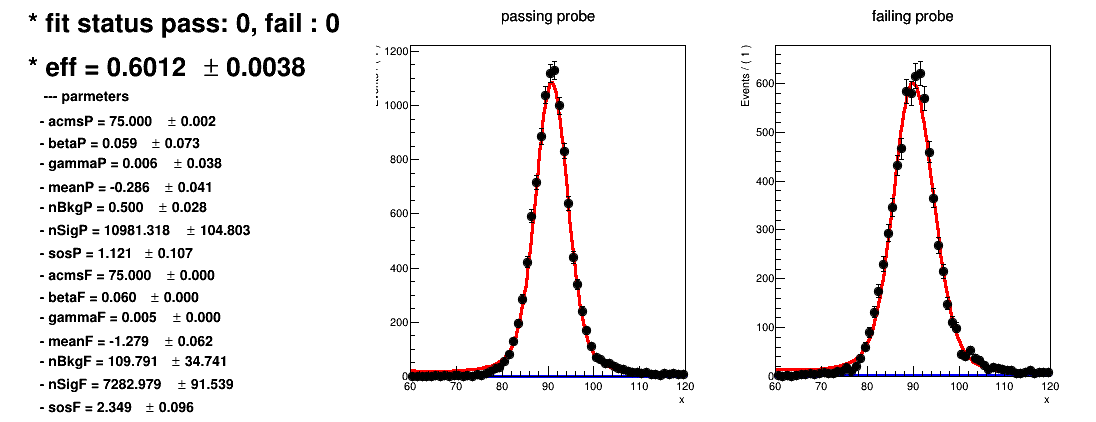 * fit status pass: 0, fail : 0
* eff = 0.6012 ± 0.0038
--- parmeters
- acmsP = 75.000 ± 0.002
- betaP = 0.059 ± 0.073
- gammaP = 0.006 ± 0.038
- meanP = -0.286 ± 0.041
- nBkgP = 0.500 ± 0.028
- nSigP = 10981.318 ± 104.803
- sosP = 1.121 ± 0.107
- acmsF = 75.000 ± 0.000
- betaF = 0.060 ± 0.000
- gammaF = 0.005 ± 0.000
- meanF = -1.279 ± 0.062
- nBkgF = 109.791 ± 34.741
- nSigF = 7282.979 ± 91.539
- sosF = 2.349 ± 0.096
passing probe
1200
1000
800
600
400
200
0
60 70 80 90 100 110 120
x
failing probe
Events / ( 1 )
600
500
400
300
200
100
0
60 70 80 90 100 110 120
x